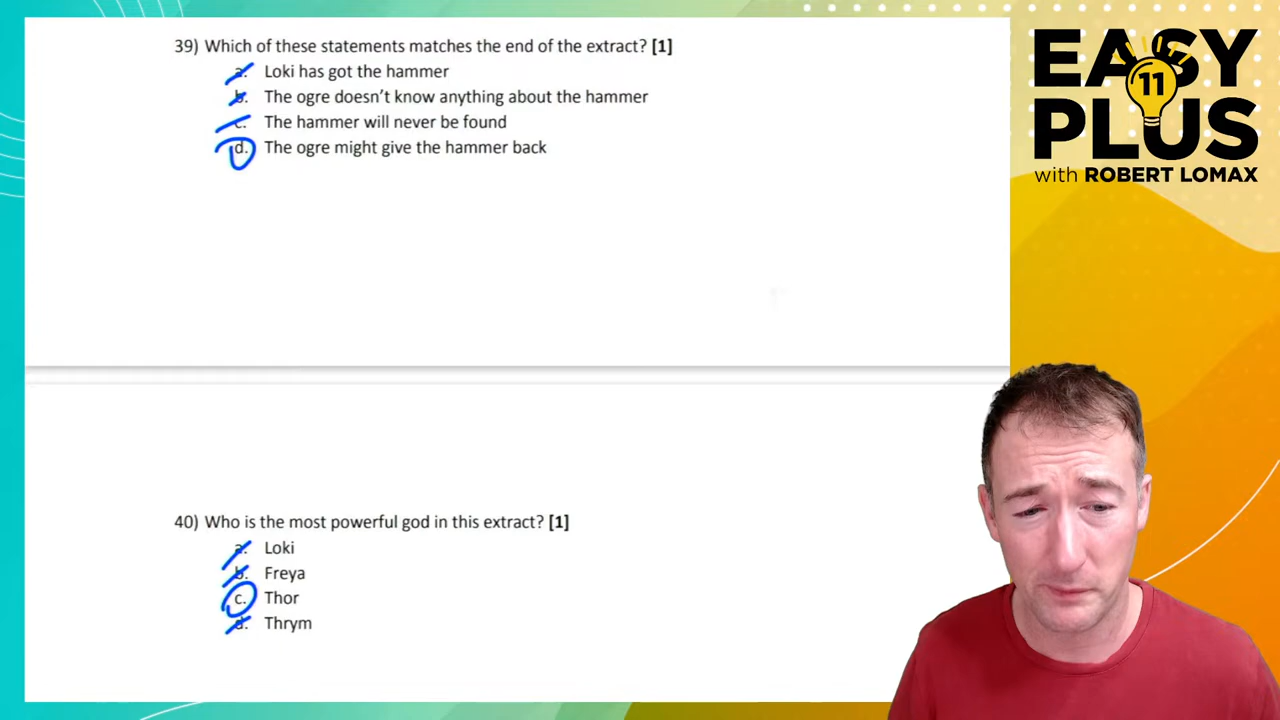 39) Which of these statements matches the end of the extract? [1]
a. Loki has got the hammer
b. The ogre doesn't know anything about the hammer
c. The hammer will never be found
d. The ogre might give the hammer back
40) Who is the most powerful god in this extract? [1]
a. Loki
b. Freya
c. Thor
d. Thrym
EASY
11
PLUS
with ROBERT LOMAX